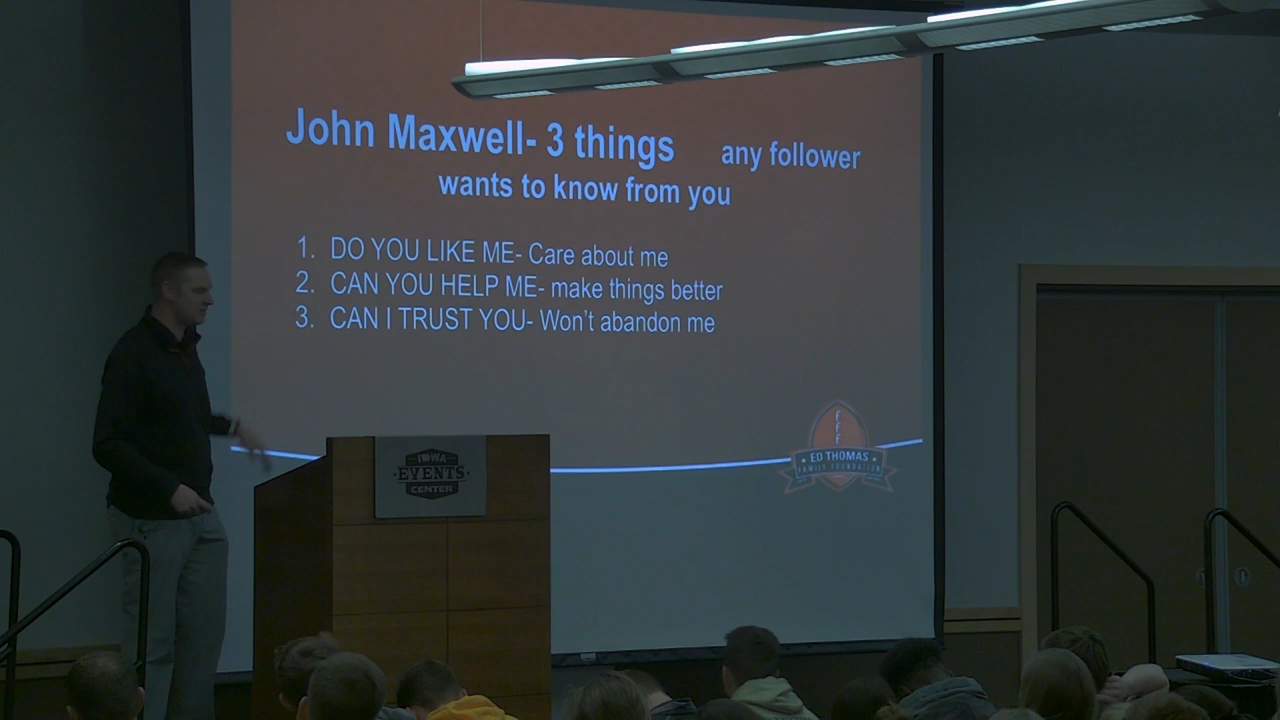 John Maxwell- 3 things any follower
wants to know from you
1. DO YOU LIKE ME- Care about me
2. CAN YOU HELP ME- make things better
3. CAN I TRUST YOU- Won't abandon me
F
F
F
ED THOMAS
FAMILY FOUNDATION
IOWA
EVENTS
CENTER